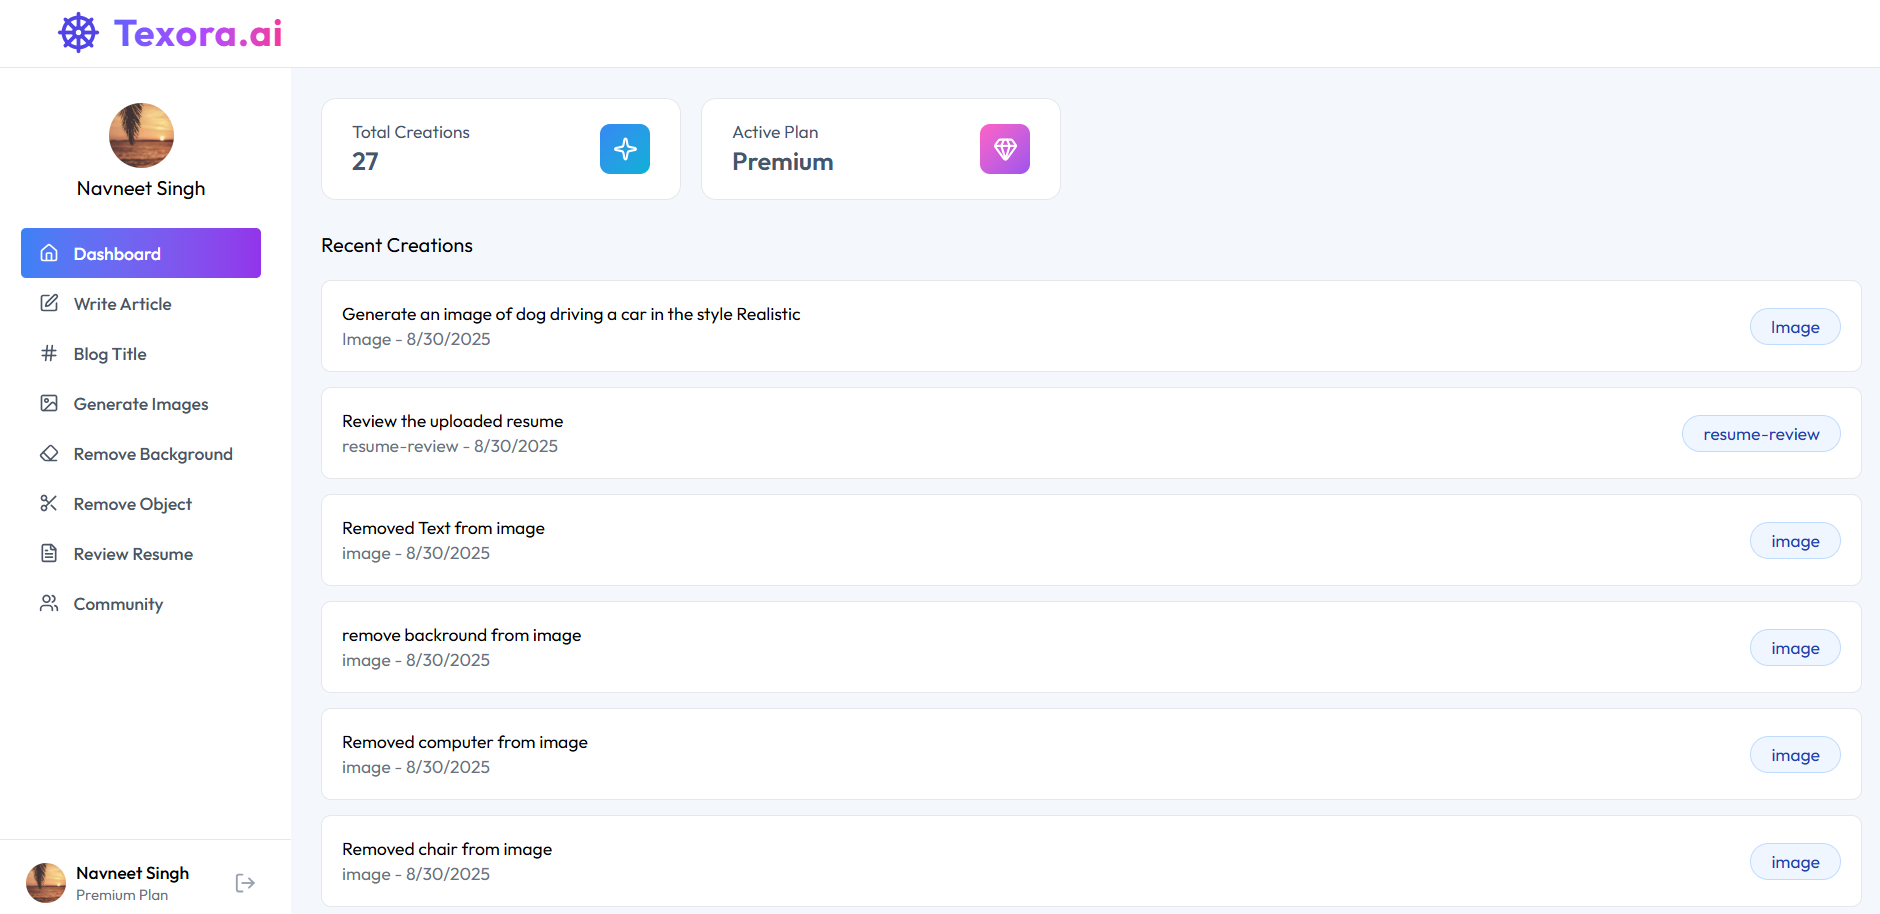 Texora.ai
Navneet Singh
Dashboard
Write Article
Blog Title
Generate Images
Remove Background
Remove Object
Review Resume
Community
Navneet Singh
Premium Plan
Total Creations
27
Active Plan
Premium
Recent Creations
Generate an image of dog driving a car in the style Realistic
Image - 8/30/2025
Image
Review the uploaded resume
resume-review - 8/30/2025
resume-review
Removed Text from image
image - 8/30/2025
image
remove backround from image
image - 8/30/2025
image
Removed computer from image
image - 8/30/2025
image
Removed chair from image
image - 8/30/2025
image